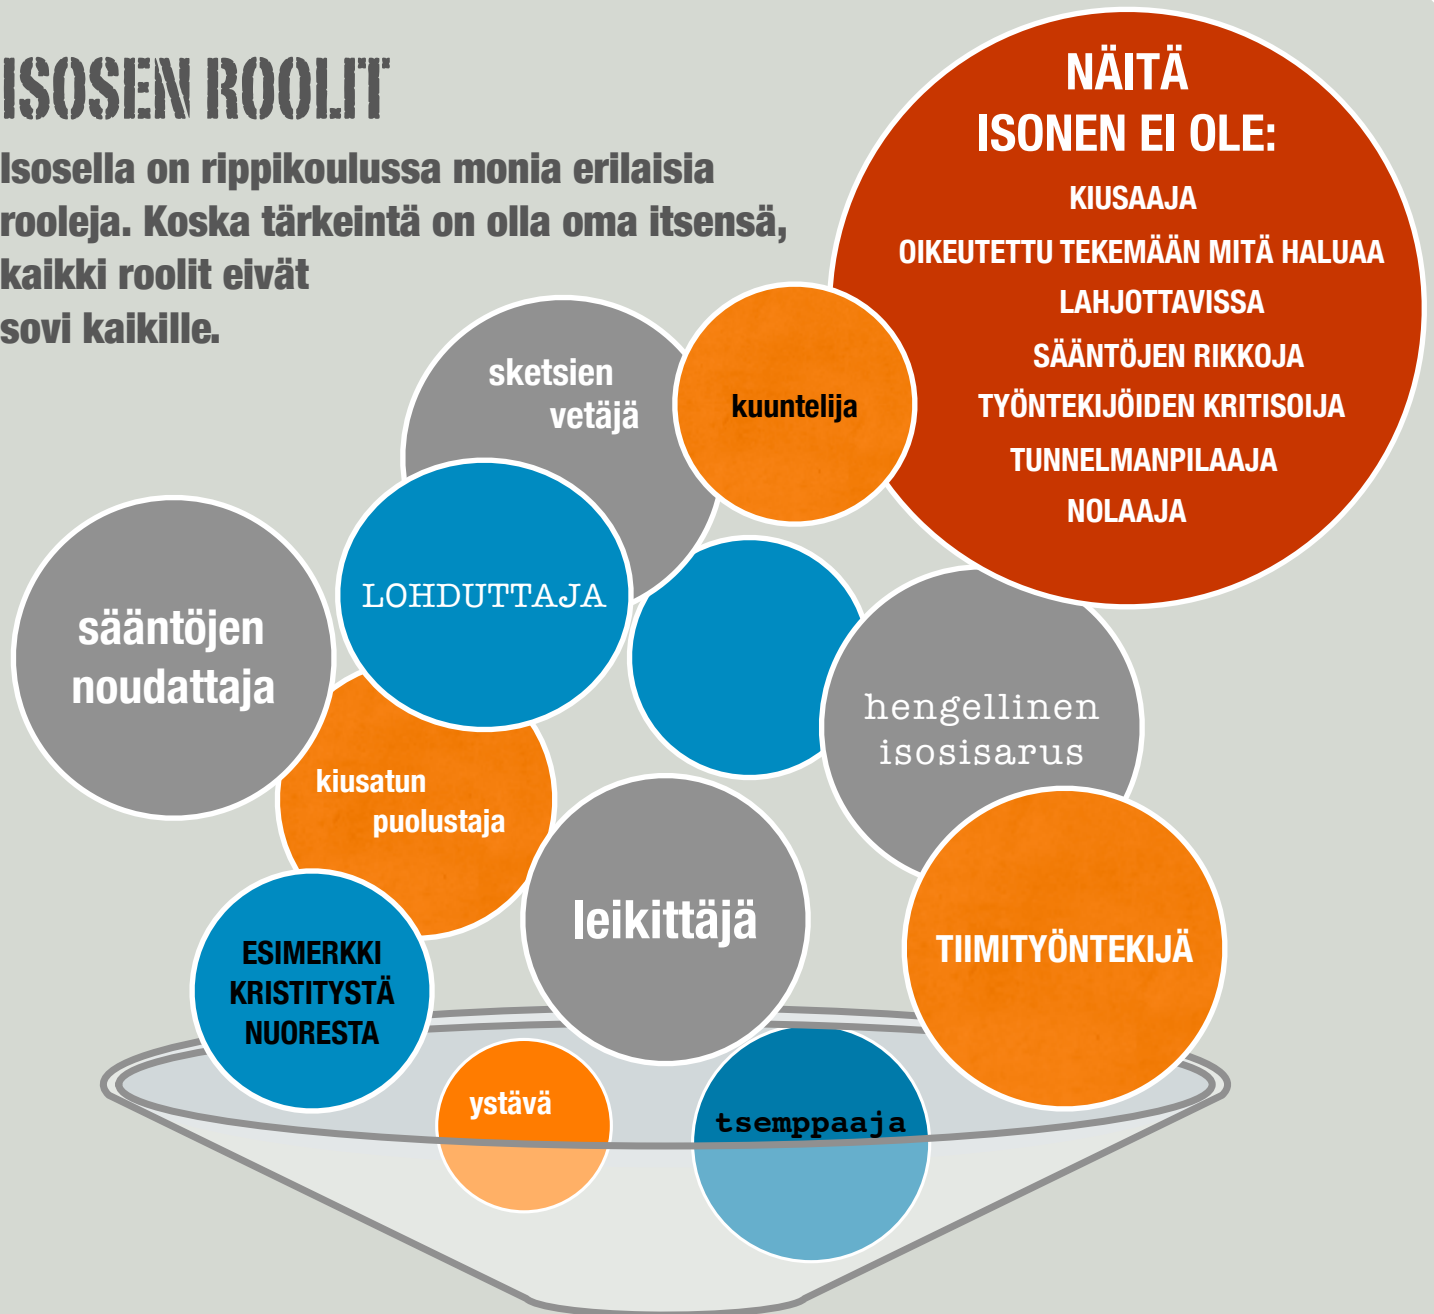 ISOSEN ROOLIT
Isosella on rippikoulussa monia erilaisia
rooleja. Koska tärkeintä on olla oma itsensä,
kaikki roolit eivät
sovi kaikille.
NÄITÄ
ISONEN EI OLE:
KIUSAAJA
OIKEUTETTU TEKEMÄÄN MITÄ HALUAA
LAHJOTTAVISSA
SÄÄNTÖJEN RIKKOJA
TYÖNTEKIJÖIDEN KRITISOIJA
TUNNELMANPILAAJA
NOLAAJA
sketsien
vetäjä
kuuntelija
LOHDUTTAJA
sääntöjen
noudattaja
hengellinen
isosisarus
kiusatun
puolustaja
leikittäjä
TIIMITYÖNTEKIJÄ
ESIMERKKI
KRISTITYSTÄ
NUORESTA
ystävä
tsemppaaja